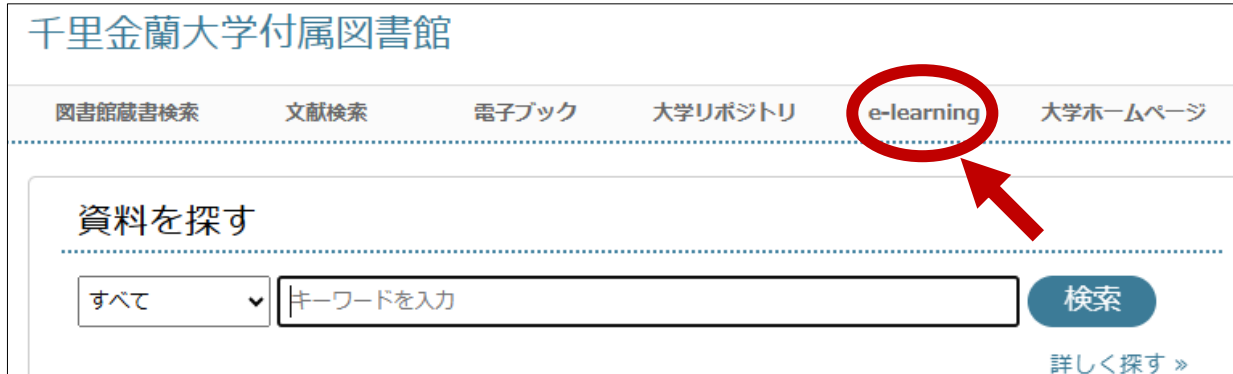 千里金蘭大学付属図書館
図書館蔵書検索 文献検索 電子ブック 大学リポジトリ e-learning 大学ホームページ
資料を探す
すべて キーワードを入力 検索
詳しく探す »